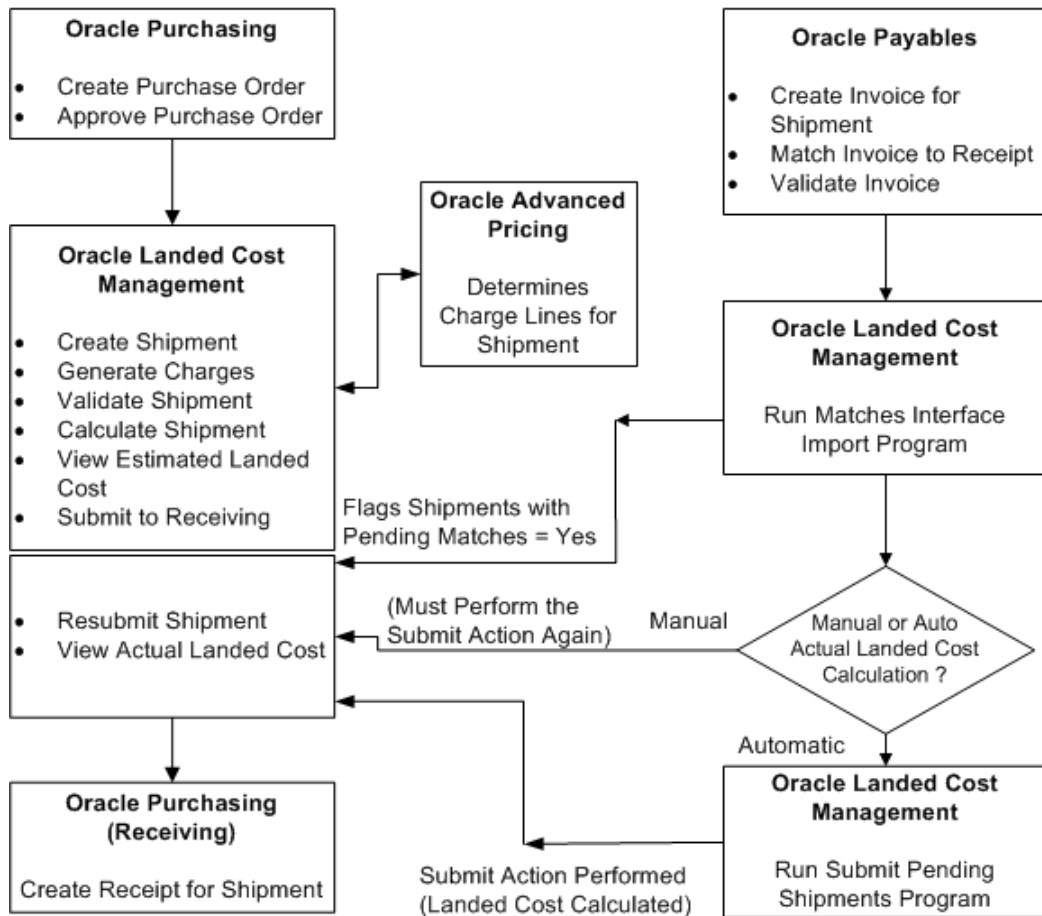 Oracle Purchasing
• Create Purchase Order
• Approve Purchase Order
Oracle Landed Cost
Management
• Create Shipment
• Generate Charges
• Validate Shipment
• Calculate Shipment
• View Estimated Landed
Cost
• Submit to Receiving
• Resubmit Shipment
• View Actual Landed Cost
Oracle Purchasing
(Receiving)
Create Receipt for Shipment
Oracle Advanced
Pricing
Determines
Charge Lines for
Shipment
Flags Shipments with
Pending Matches = Yes
(Must Perform the
Submit Action Again)
Manual
Submit Action Performed
(Landed Cost Calculated)
Oracle Payables
• Create Invoice for
Shipment
• Match Invoice to Receipt
• Validate Invoice
Oracle Landed Cost
Management
Run Matches Interface
Import Program
Manual or Auto
Actual Landed Cost
Calculation ?
Automatic
Oracle Landed Cost
Management
Run Submit Pending
Shipments Program